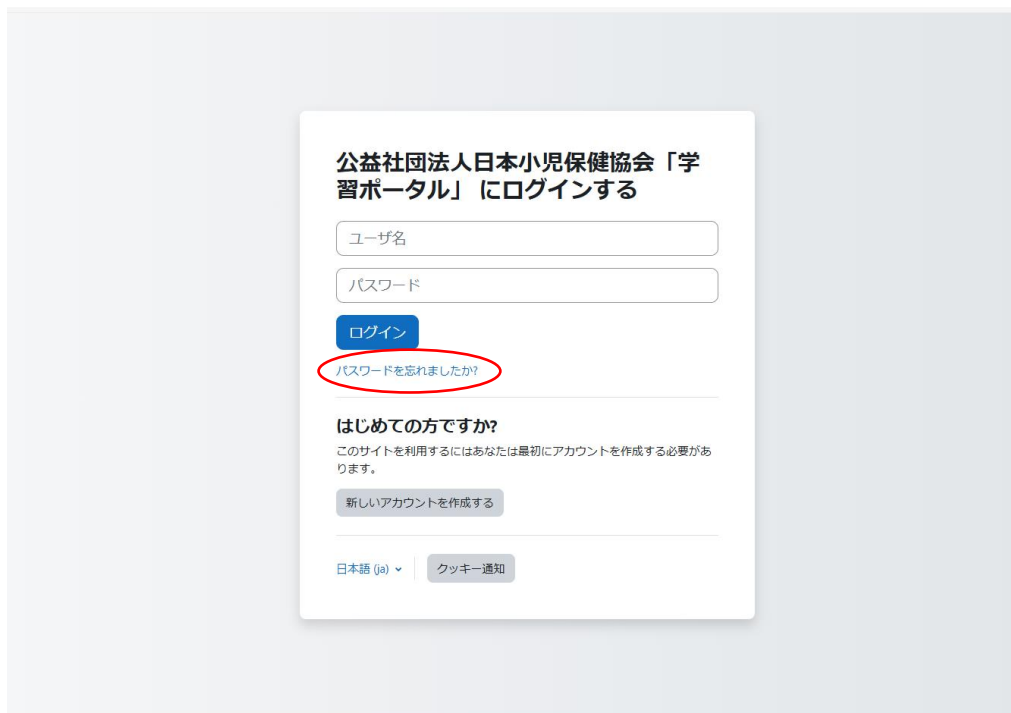 公益社団法人日本小児保健協会「学
習ポータル」 にログインする
ユーザ名
パスワード
ログイン
パスワードを忘れましたか?
はじめての方ですか?
このサイトを利用するにはあなたは最初にアカウントを作成する必要があ
ります。
新しいアカウントを作成する
日本語 (ja)
クッキー通知